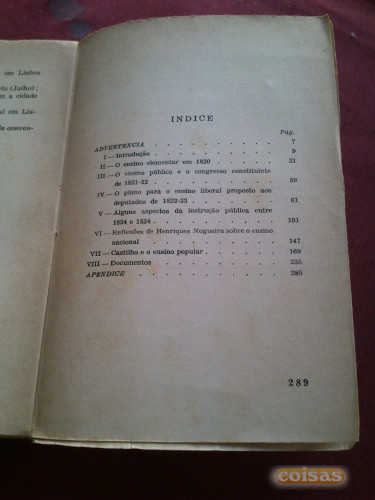 em Lisboa
(Julho);
m a cidade
al em Lis-
da conven-
INDICE
Pág.
ADVERTENCIA . . . . . . . . . . 7
I — Introdução . . . . . . . . . 9
II — O ensino elementar em 1820 . . . . . 21
III — O ensino público e o congresso constituinte
de 1821-22 . . . . . . . . . 59
IV — O plano para o ensino liberal proposto aos
deputados de 1822-23 . . . . . . 81
V — Alguns aspectos da instrução pública entre
1824 e 1834 . . . . . . . . 101
VI — Reflexões de Henriques Nogueira sobre o ensino
nacional . . . . . . . . . 147
VII — Castilho e o ensino popular . . . . . 169
VIII — Documentos . . . . . . . . 235
APENDICE . . . . . . . . . . 285
289
coisas